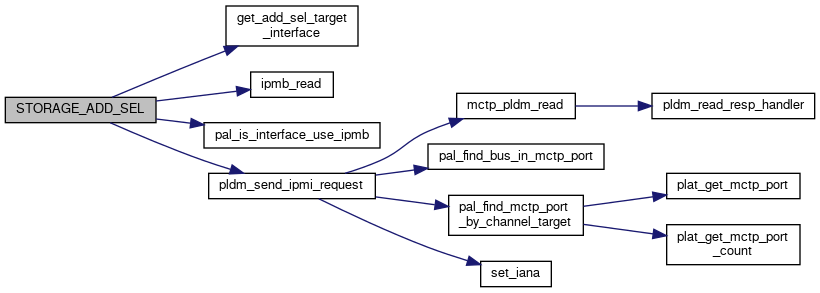 STORAGE_ADD_SEL
get_add_sel_target
_interface
ipmb_read
pal_is_interface_use_ipmb
pldm_send_ipmi_request
mctp_pldm_read
pal_find_bus_in_mctp_port
pal_find_mctp_port
_by_channel_target
set_iana
pldm_read_resp_handler
plat_get_mctp_port
plat_get_mctp_port
_count